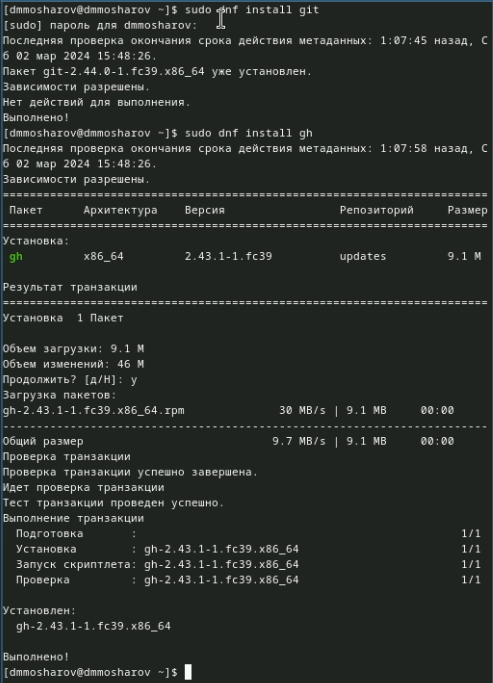 [dmmosharov@dmmosharov ~]$ sudo dnf install git
[sudo] пароль для dmmosharov:
Последняя проверка окончания срока действия метаданных: 1:07:45 назад, С
б 02 мар 2024 15:48:26.
Пакет git-2.44.0-1.fc39.x86_64 уже установлен.
Зависимости разрешены.
Нет действий для выполнения.
Выполнено!
[dmmosharov@dmmosharov ~]$ sudo dnf install gh
Последняя проверка окончания срока действия метаданных: 1:07:58 назад, С
б 02 мар 2024 15:48:26.
Зависимости разрешены.
========================================================================
Пакет Архитектура Версия Репозиторий Размер
========================================================================
Установка:
gh x86_64 2.43.1-1.fc39 updates 9.1 M
Результат транзакции
========================================================================
Установка 1 Пакет
Объем загрузки: 9.1 M
Объем изменений: 46 M
Продолжить? [д/Н]: y
Загрузка пакетов:
gh-2.43.1-1.fc39.x86_64.rpm 30 MB/s | 9.1 MB 00:00
------------------------------------------------------------------------
Общий размер 9.7 MB/s | 9.1 MB 00:00
Проверка транзакции
Проверка транзакции успешно завершена.
Идет проверка транзакции
Тест транзакции проведен успешно.
Выполнение транзакции
Подготовка : 1/1
Установка : gh-2.43.1-1.fc39.x86_64 1/1
Запуск скриптлета: gh-2.43.1-1.fc39.x86_64 1/1
Проверка : gh-2.43.1-1.fc39.x86_64 1/1
Установлен:
gh-2.43.1-1.fc39.x86_64
Выполнено!
[dmmosharov@dmmosharov ~]$